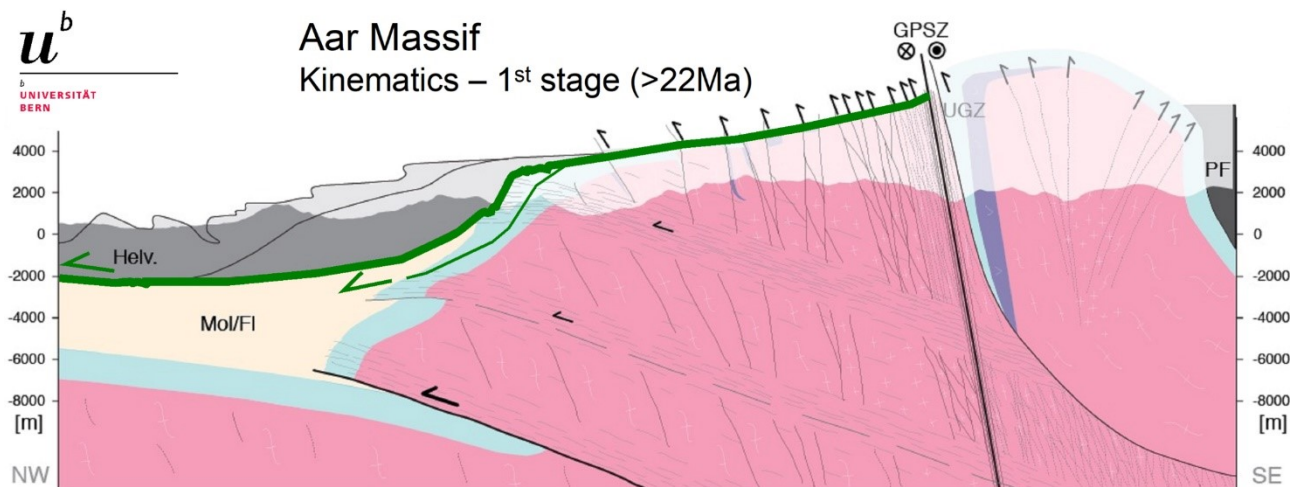 u b
b
UNIVERSITÄT
BERN
Aar Massif
Kinematics – 1st stage (>22Ma)
GPSZ
UGZ
PF
4000
2000
0
-2000
-4000
-6000
-8000
[m]
Helv.
Mol/Fl
4000
2000
0
-2000
-4000
-6000
-8000
[m]
NW
SE